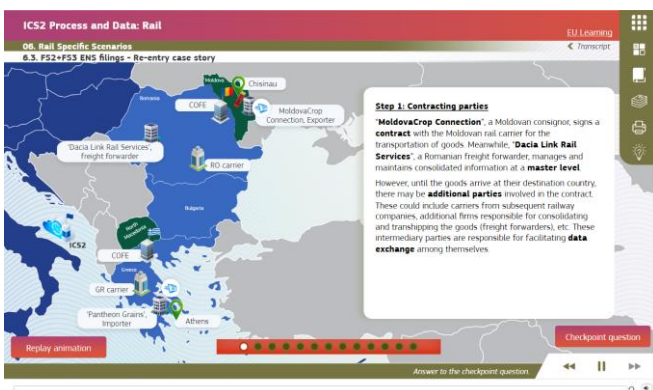 ICS2 Process and Data: Rail
EU Learning
06. Rail Specific Scenarios
Transcript
6.3. FS2+FS3 ENS filings - Re-entry case story
Moldova
Chisinau
Romania
COFE
MoldovaCrop
Connection, Exporter
'Dacia Link Rail Services',
freight forwarder
RO carrier
Bulgaria
ICS2
North
Macedonia
COFE
Greece
GR carrier
'Pantheon Grains',
Importer
Athens
Step 1: Contracting parties
"MoldovaCrop Connection", a Moldovan consignor, signs a
contract with the Moldovan rail carrier for the
transportation of goods. Meanwhile, "Dacia Link Rail
Services", a Romanian freight forwarder, manages and
maintains consolidated information at a master level.
However, until the goods arrive at their destination country,
there may be additional parties involved in the contract.
These could include carriers from subsequent railway
companies, additional firms responsible for consolidating
and transhipping the goods (freight forwarders), etc. These
intermediary parties are responsible for facilitating data
exchange among themselves.
Replay animation
Checkpoint question
Answer to the checkpoint question.